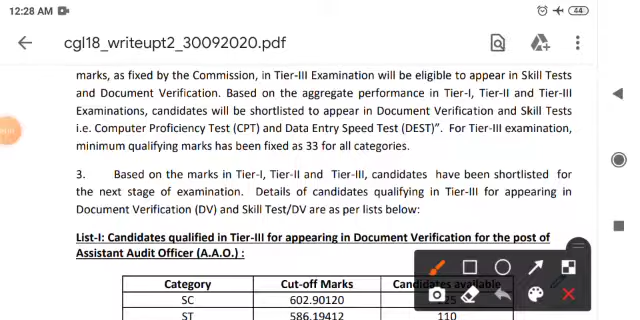 12:28 AM
44
cgl18_writeupt2_30092020.pdf
marks, as fixed by the Commission, in Tier-III Examination will be eligible to appear in Skill Tests
and Document Verification. Based on the aggregate performance in Tier-I, Tier-II and Tier-III
Examinations, candidates will be shortlisted to appear in Document Verification and Skill Tests
i.e. Computer Proficiency Test (CPT) and Data Entry Speed Test (DEST)”. For Tier-III examination,
minimum qualifying marks has been fixed as 33 for all categories.
3. Based on the marks in Tier-I, Tier-II and Tier-III, candidates have been shortlisted for
the next stage of examination. Details of candidates qualifying in Tier-III for appearing in
Document Verification (DV) and Skill Test/DV are as per lists below:
List-I: Candidates qualified in Tier-III for appearing in Document Verification for the post of
Assistant Audit Officer (A.A.O.) :
Category Cut-off Marks Candidates available
SC 602.90120
ST 586.19412 110